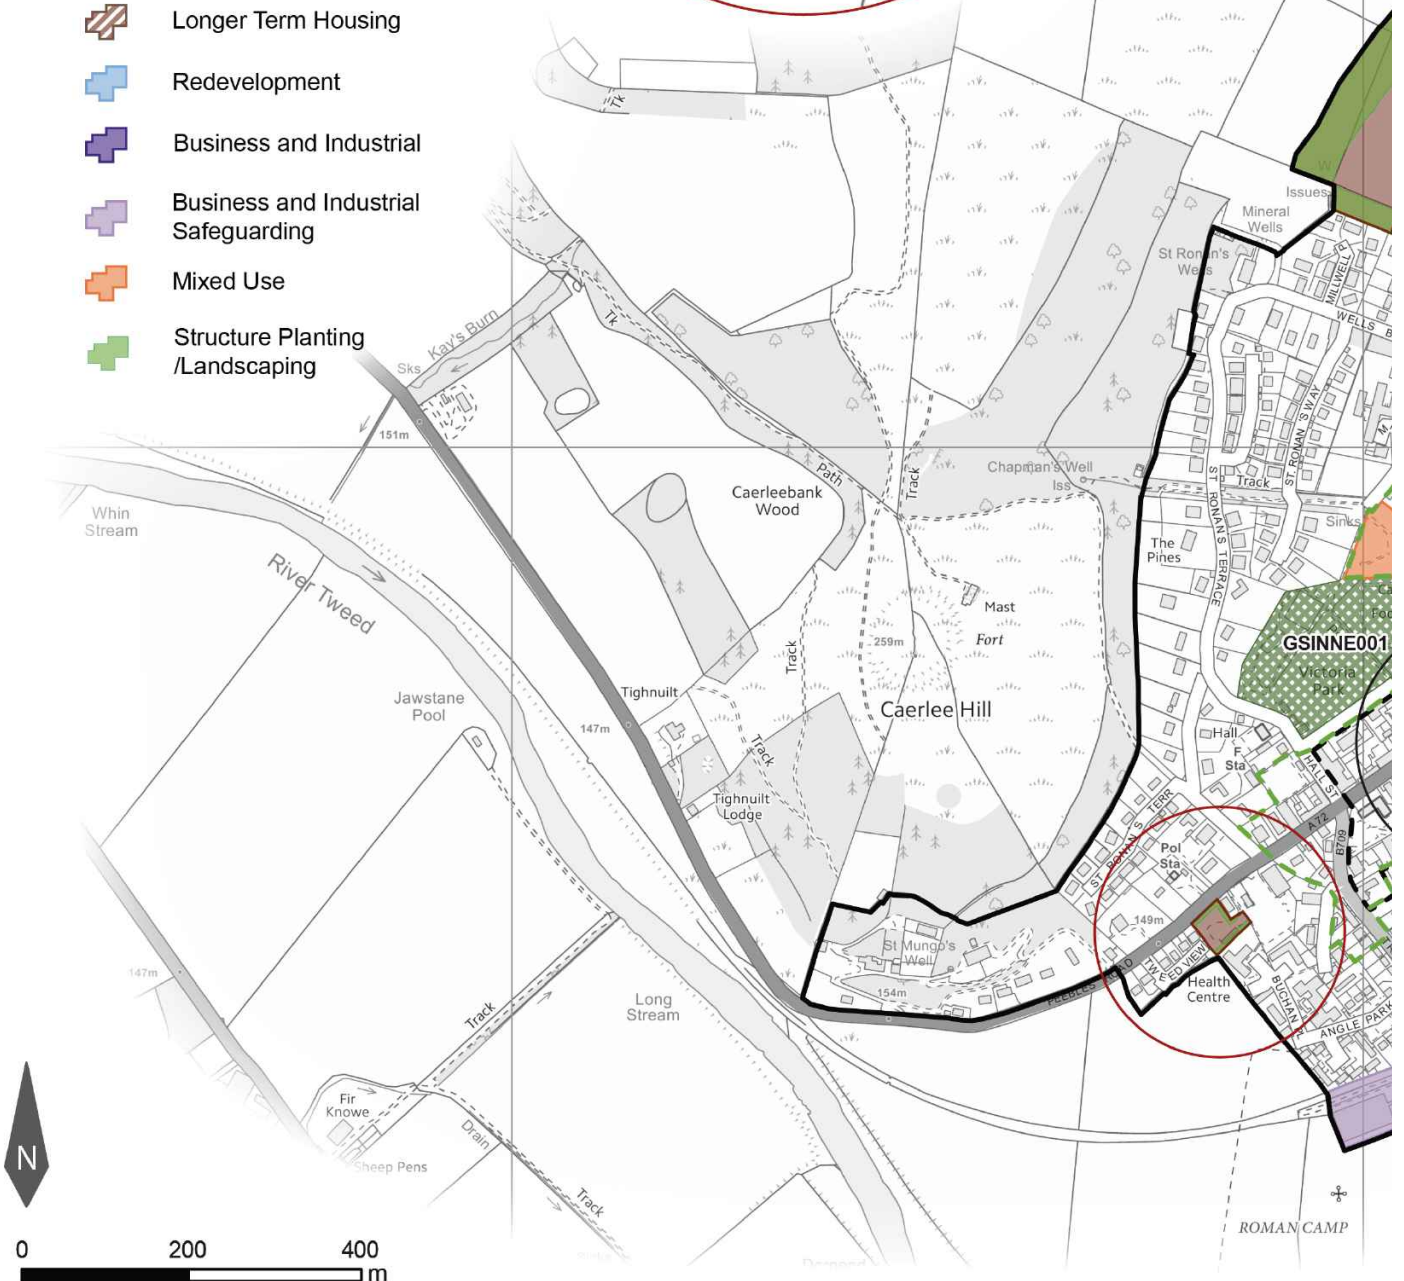 Longer Term Housing
Redevelopment
Business and Industrial
Business and Industrial
Safeguarding
Mixed Use
Structure Planting
/Landscaping
Tk
W
Issues
Mineral
Wells
St Ronan's
Wells
MILLWELL P
WELLS B
Tk
Kay's Burn
Sks
151m
ST. RONAN'S WAY
M
Path
Track
Chapman's Well
Iss
Track
Caerleebank
Wood
Whin
Stream
Sinks
The
Pines
ST RONAN'S TERRACE
River Tweed
Mast
Fort
259m
GSINNE001
Victoria
Park
Track
Tighnuilt
Jawstane
Pool
Caerlee Hill
147m
Hall
F
Sta
Track
HALL ST
Tighnuilt
Lodge
ST RONAN'S TERR
A72
B709
Pol
Sta
149m
St Mungo's
Well
TWEED VIEW
147m
154m
PEEBLES ROAD
Health
Centre
BUCHAN
Long
Stream
Track
ANGLE PARK
Fir
Knowe
Drain
Sheep Pens
N
Track
ROMAN CAMP
0 200 400
m